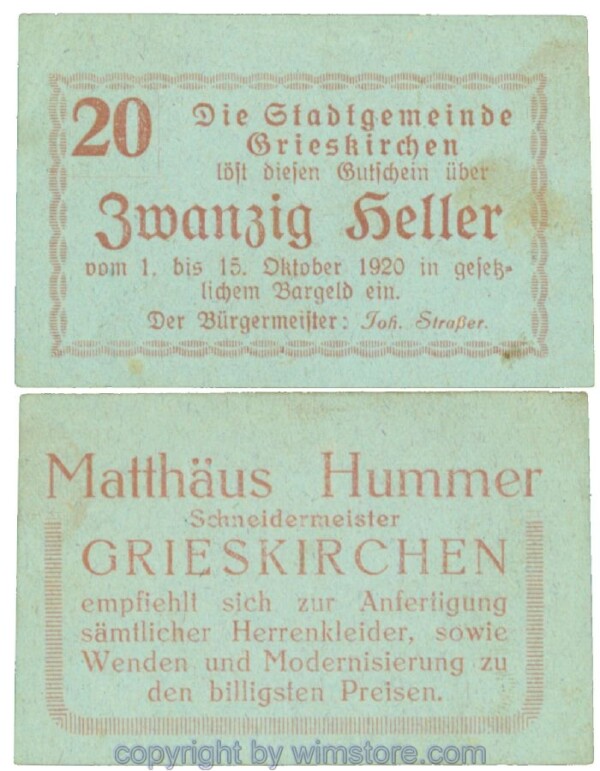 20
Die Stadtgemeinde
Grieskirchen
löst diesen Gutschein über
Zwanzig Heller
vom 1. bis 15. Oktober 1920 in gesetz-
lichem Bargeld ein.
Der Bürgermeister: Joh. Straßer.
Matthäus Hummer
Schneidermeister
GRIESKIRCHEN
empfiehlt sich zur Anfertigung
sämtlicher Herrenkleider, sowie
Wenden und Modernisierung zu
den billigsten Preisen.
copyright by wimstore.com